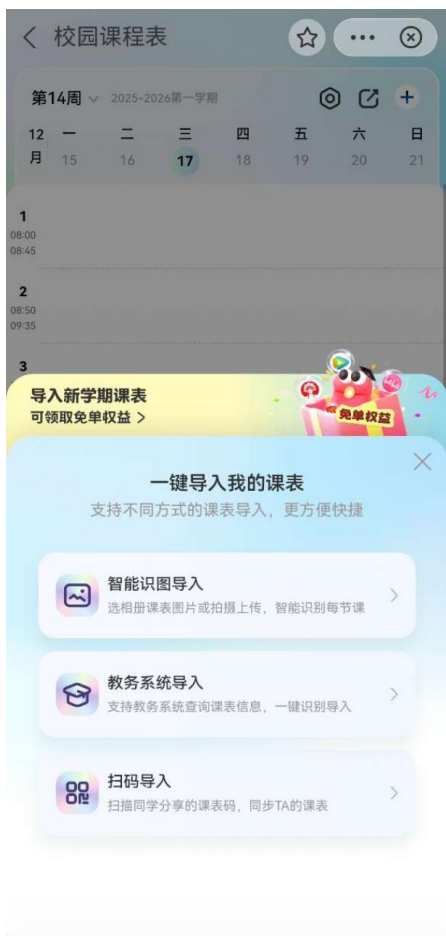 校园课程表
第14周 2025-2026第一学期
12月 一 二 三 四 五 六 日
15 16 17 18 19 20 21
1
08:00
08:45
2
08:50
09:35
3
导入新学期课表
可领取免单权益 >
免单权益
一键导入我的课表
支持不同方式的课表导入，更方便快捷
智能识图导入
选相册课表图片或拍摄上传，智能识别每节课
教务系统导入
支持教务系统查询课表信息，一键识别导入
扫码导入
扫描同学分享的课表码，同步TA的课表